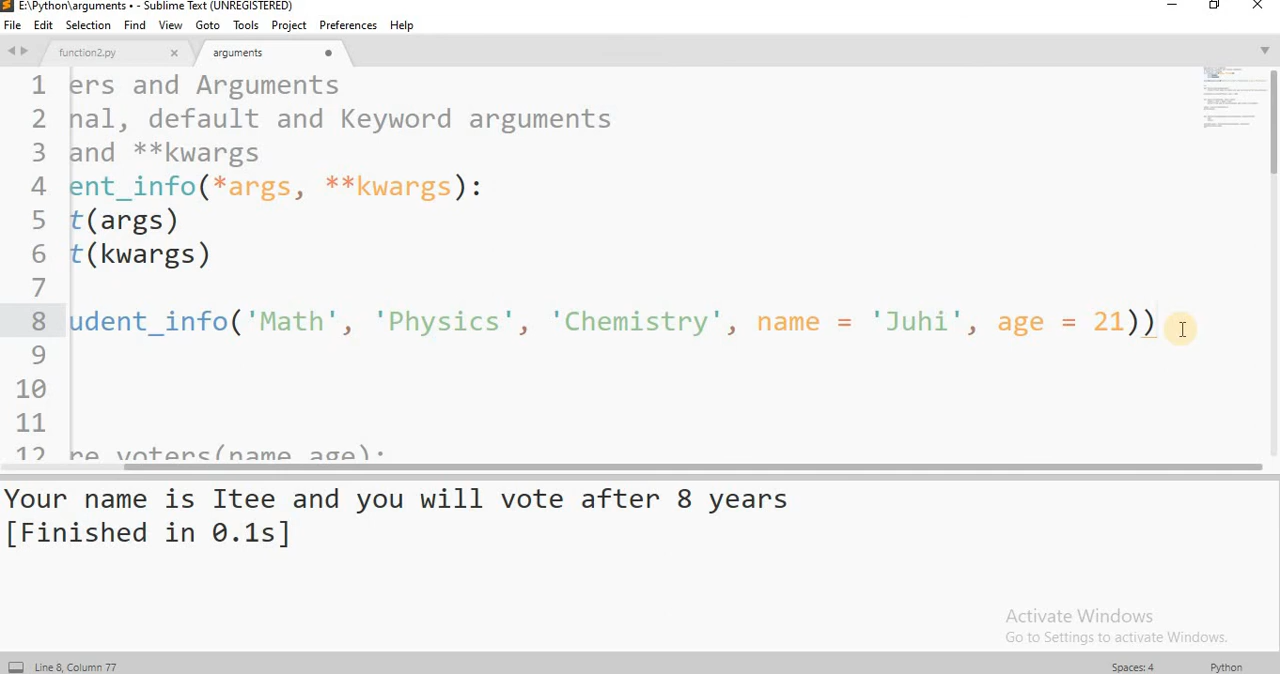 E:\Python\arguments • - Sublime Text (UNREGISTERED)
File Edit Selection Find View Goto Tools Project Preferences Help
function2.py × arguments
1 ers and Arguments
2 nal, default and Keyword arguments
3 and **kwargs
4 ent_info(*args, **kwargs):
5 t(args)
6 t(kwargs)
7
8 udent_info('Math', 'Physics', 'Chemistry', name = 'Juhi', age = 21))
9
10
11
12 re_voters(name,age):
Your name is Itee and you will vote after 8 years
[Finished in 0.1s]
Activate Windows
Go to Settings to activate Windows.
Line 8, Column 77 Spaces: 4 Python